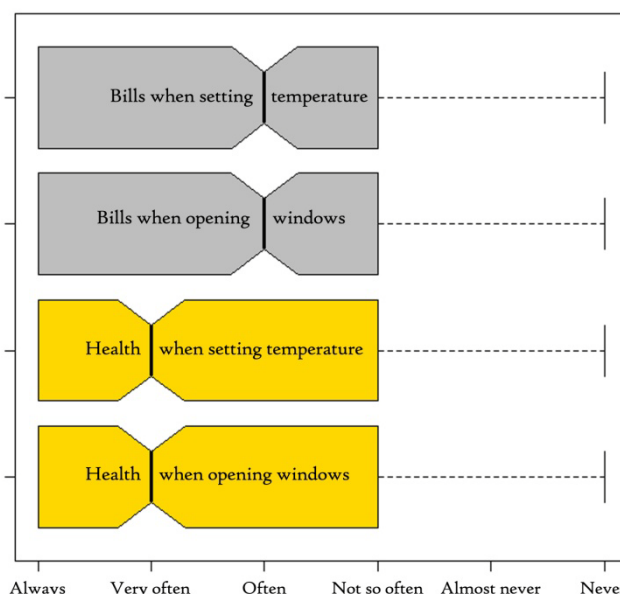 Bills when setting temperature
Bills when opening windows
Health when setting temperature
Health when opening windows
Always Very often Often Not so often Almost never Never